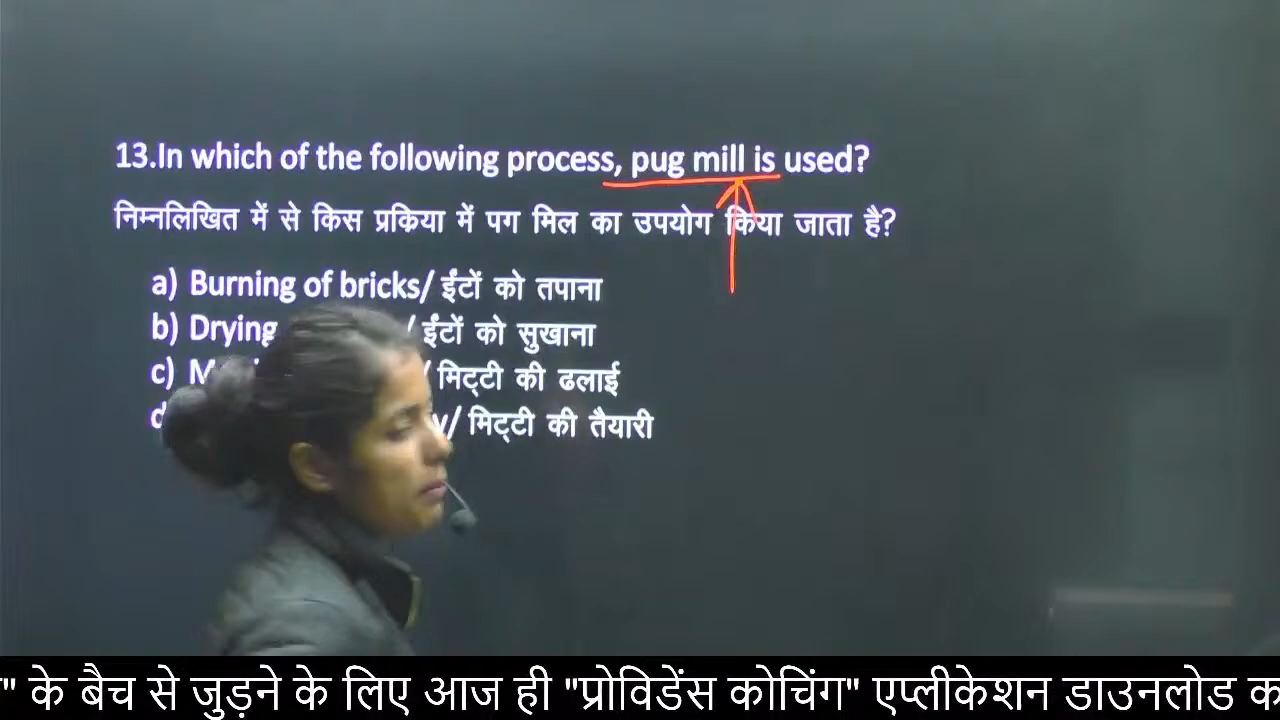 13.In which of the following process, pug mill is used?
निम्नलिखित में से किस प्रकिया में पग मिल का उपयोग किया जाता है?
a) Burning of bricks/ ईंटों को तपाना
b) Drying / ईंटों को सुखाना
c) / मिट्टी की ढलाई
/ मिट्टी की तैयारी
" के बैच से जुड़ने के लिए आज ही "प्रोविडेंस कोचिंग" एप्लीकेशन डाउनलोड